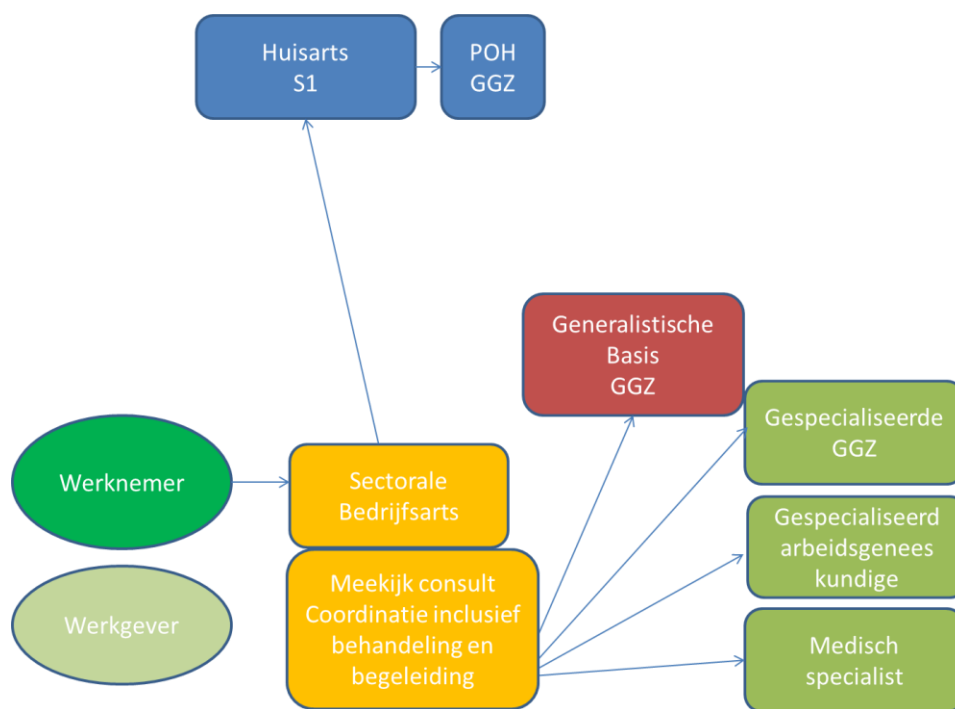 Huisarts
S1
POH
GGZ
Generalistische
Basis
GGZ
Gespecialiseerde
GGZ
Werknemer
Sectorale
Bedrijfsarts
Gespecialiseerd
arbeidsgenees
kundige
Werkgever
Meekijk consult
Coordinatie inclusief
behandeling en
begeleiding
Medisch
specialist